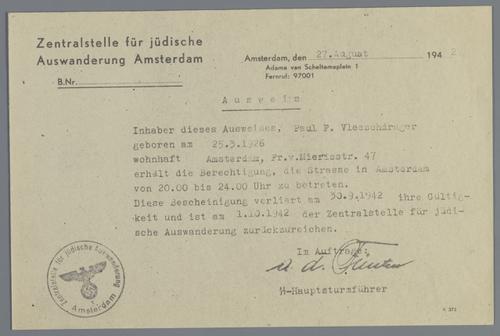 Zentralstelle für jüdische
Auswanderung Amsterdam
B.Nr.
Amsterdam, den 27. August 1942
Adama van Scheltemaplein 1
Fernruf: 97001
Ausweis
Inhaber dieses Ausweises, Paul F. Vleeschdrager
geboren am 25.3.1926
wohnhaft Amsterdam, Fr.v.Mierisstr. 47
erhält die Berechtigung, die Strasse in Amsterdam
von 20.00 bis 24.00 Uhr zu betreten.
Diese Bescheinigung verliert am 30.9.1942 ihre Gültig-
keit und ist am 1.10.1942 der Zentralstelle für jüdi-
sche Auswanderung zurückzureichen.
Im Auftrage:
SS-Hauptsturmführer
Zentralstelle für jüdische Auswanderung
Amsterdam
K 372